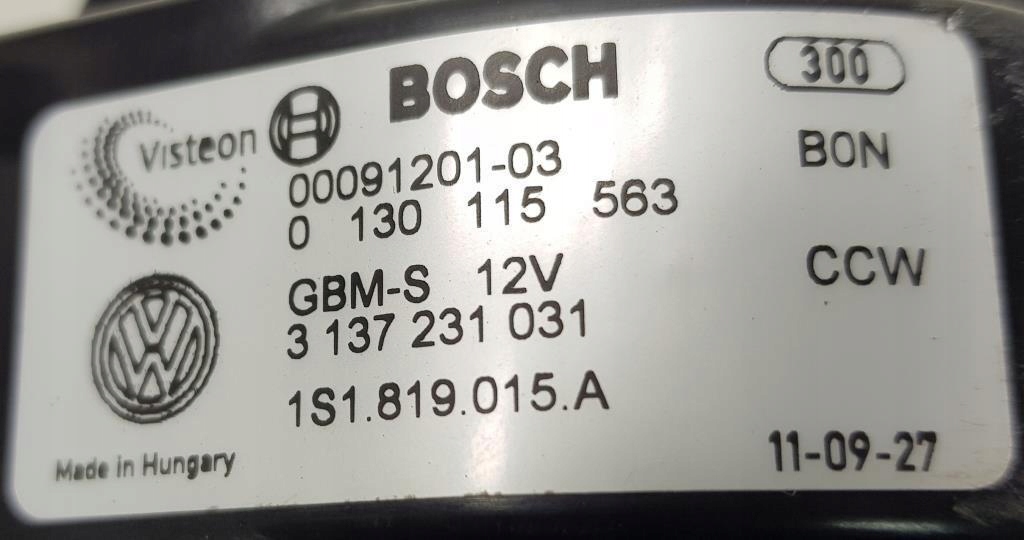 BOSCH
300
Visteon
00091201-03
BON
0 130 115 563
GBM-S 12V
CCW
3 137 231 031
1S1.819.015.A
Made in Hungary
11-09-27